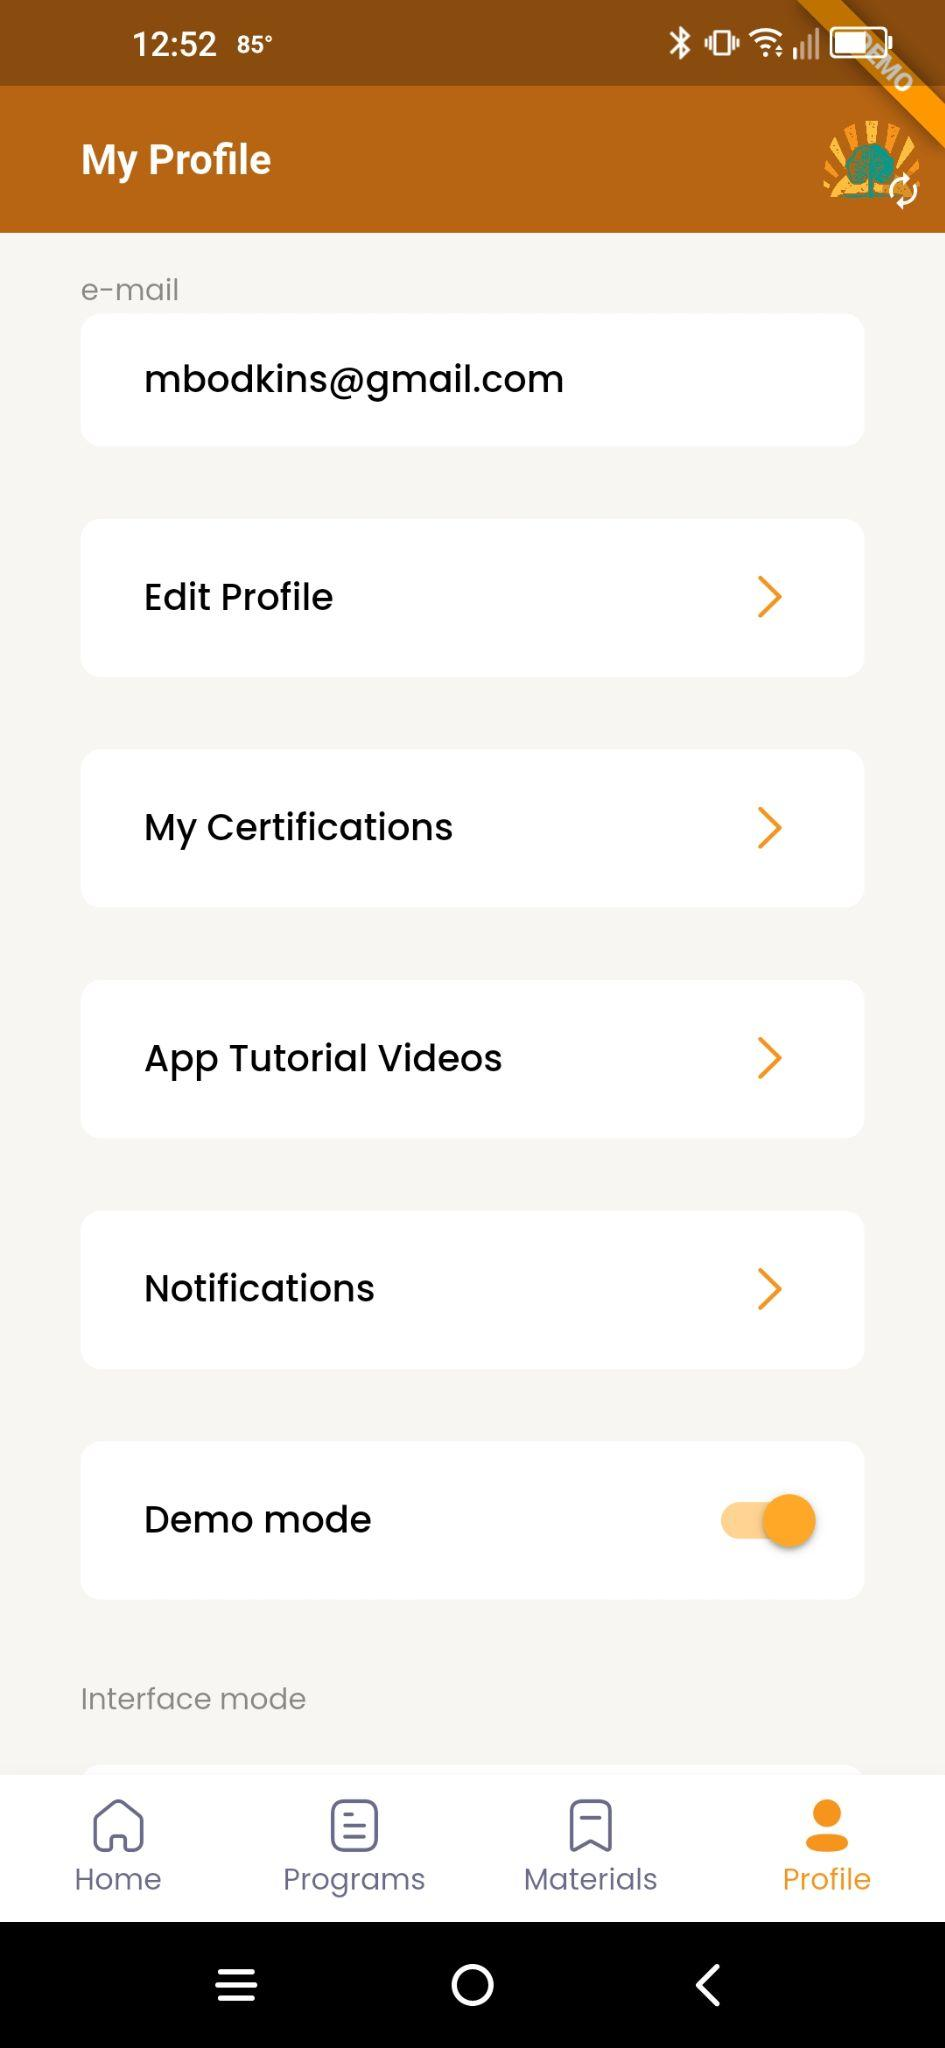 12:52 85°
DEMO
My Profile
e-mail
mbodkins@gmail.com
Edit Profile
My Certifications
App Tutorial Videos
Notifications
Demo mode
Interface mode
Home Programs Materials Profile